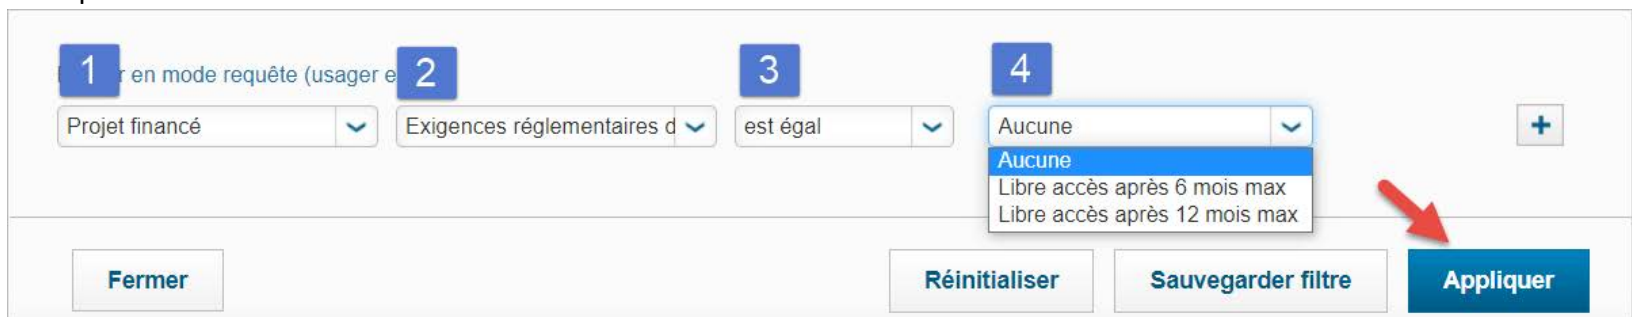 1 r en mode requête (usager e 2 3 4
Projet financé Exigences réglementaires d est égal Aucune +
Aucune
Libre accès après 6 mois max
Libre accès après 12 mois max
Fermer Réinitialiser Sauvegarder filtre Appliquer